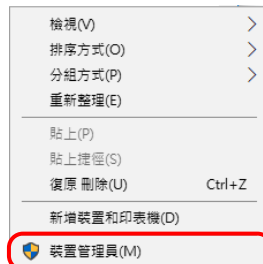 檢視(V)
排序方式(O)
分組方式(P)
重新整理(E)
貼上(P)
貼上捷徑(S)
復原 刪除(U) Ctrl+Z
新增裝置和印表機(D)
裝置管理員(M)